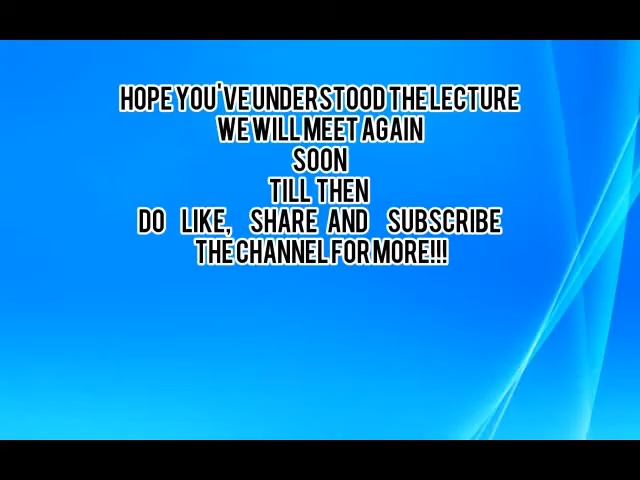 HOPE YOU'VE UNDERSTOOD THE LECTURE
WE WILL MEET AGAIN
SOON
TILL THEN
DO LIKE, SHARE AND SUBSCRIBE
THE CHANNEL FOR MORE!!!